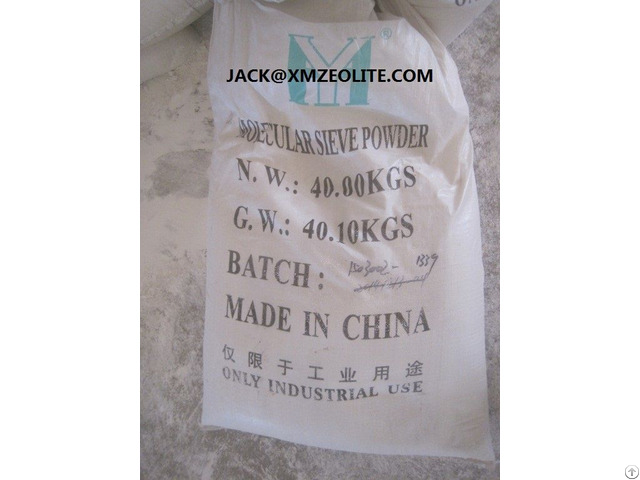 ®
JACK@XMZEOLITE.COM
MOLECULAR SIEVE POWDER
N.W.: 40.00KGS
G.W.: 40.10KGS
BATCH:
MADE IN CHINA
仅限于工业用途
ONLY INDUSTRIAL USE